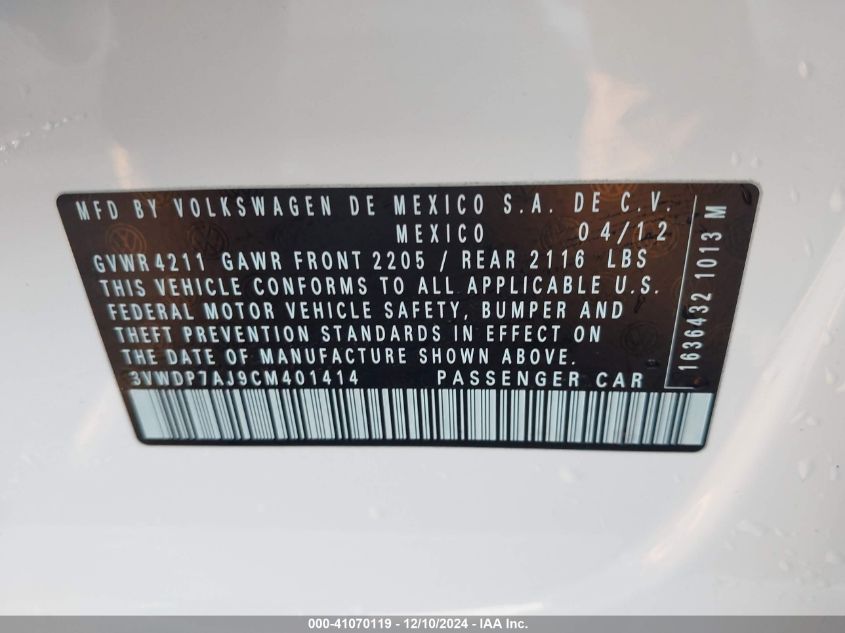 MFD BY VOLKSWAGEN DE MEXICO S.A. DE C.V.
MEXICO 04/12
GVWR 4211 GAWR FRONT 2205 / REAR 2116 LBS
THIS VEHICLE CONFORMS TO ALL APPLICABLE U.S.
FEDERAL MOTOR VEHICLE SAFETY, BUMPER AND
THEFT PREVENTION STANDARDS IN EFFECT ON
THE DATE OF MANUFACTURE SHOWN ABOVE.
3VWDP7AJ9CM401414 PASSENGER CAR
1636432 1013 M
000-41070119 - 12/10/2024 - IAA Inc.